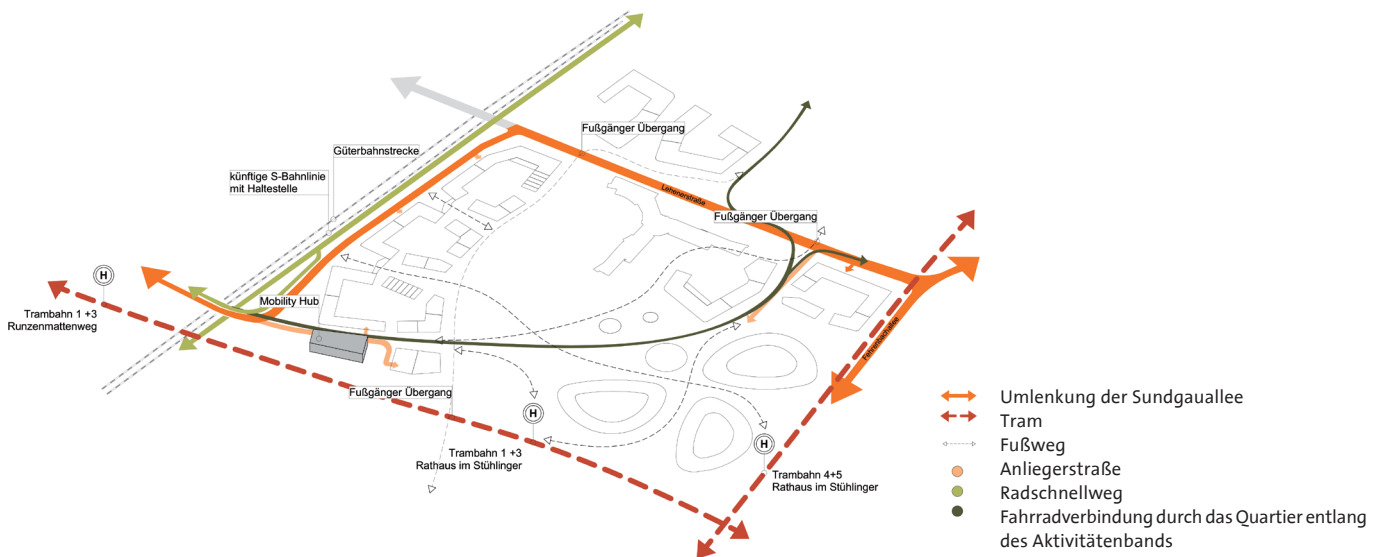 Fußgänger Übergang
Güterbahnstrecke
künftige S-Bahnlinie
mit Haltestelle
Lehenerstraße
Fußgänger Übergang
H
Trambahn 1 +3
Runzenmattenweg
Mobility Hub
Fehrenbachallee
Fußgänger Übergang
H
Trambahn 1 +3
Rathaus im Stühlinger
H
Trambahn 4+5
Rathaus im Stühlinger
Umlenkung der Sundgauallee
Tram
Fußweg
Anliegerstraße
Radschnellweg
Fahrradverbindung durch das Quartier entlang
des Aktivitätenbands